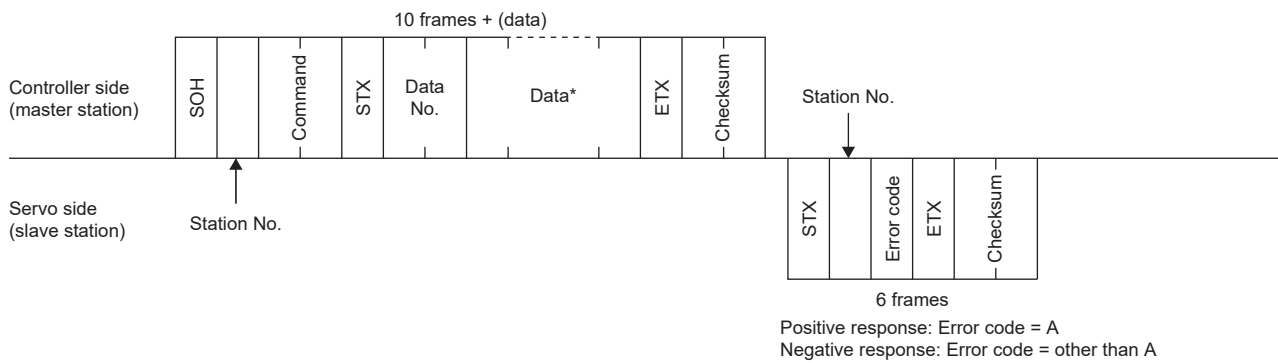 10 frames + (data)
Controller side
(master station)
SOH
Command
STX
Data
No.
Data*
ETX
Checksum
Station No.
Servo side
(slave station)
Station No.
STX
Error code
ETX
Checksum
6 frames
Positive response: Error code = A
Negative response: Error code = other than A